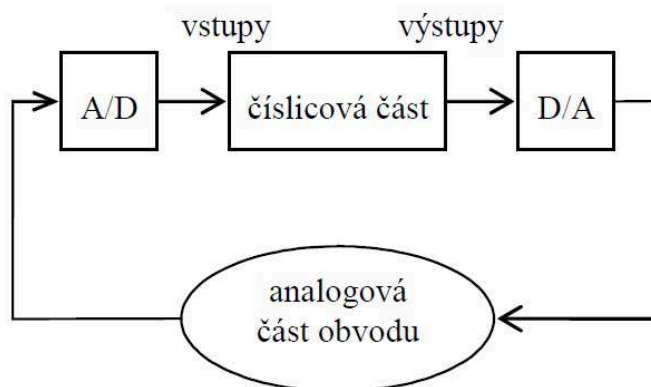 vstupy
výstupy
A/D
číslicová část
D/A
analogová
část obvodu